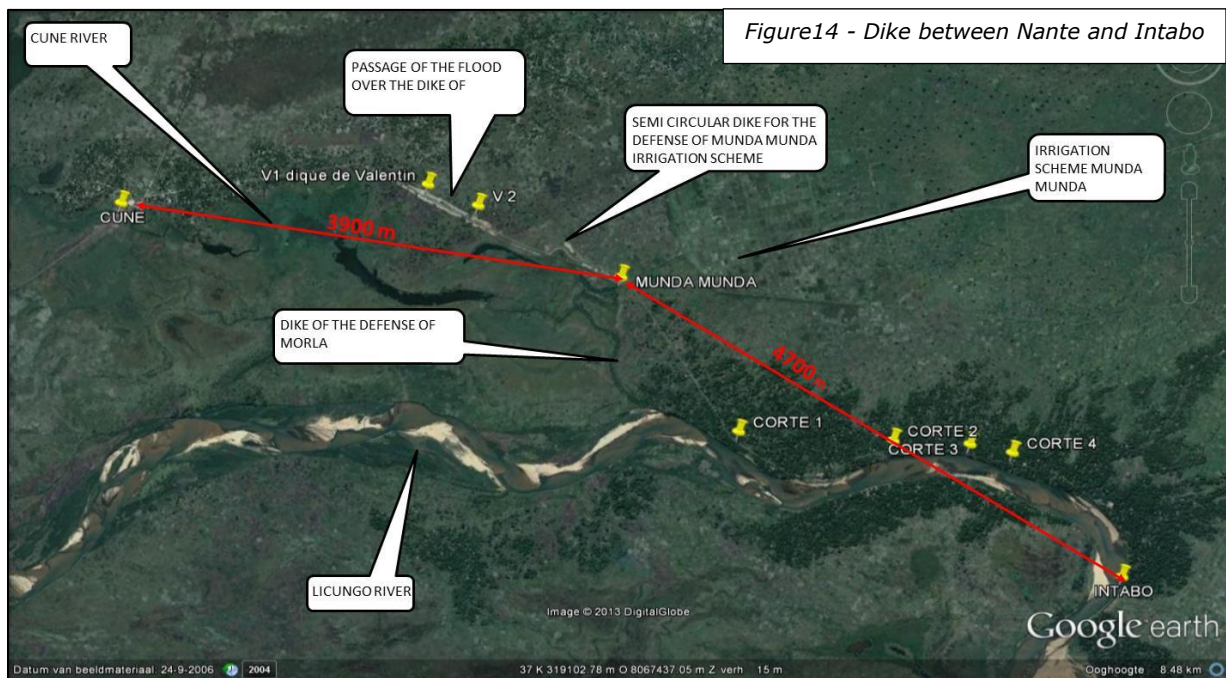 Figure14 - Dike between Nante and Intabo
CUNE RIVER
PASSAGE OF THE FLOOD
OVER THE DIKE OF
SEMI CIRCULAR DIKE FOR THE
DEFENSE OF MUNDA MUNDA
IRRIGATION SCHEME
IRRIGATION
SCHEME MUNDA
MUNDA
V1 dique de Valentin
V 2
CUNE
3900 m
MUNDA MUNDA
DIKE OF THE DEFENSE OF
MORLA
4700 m
CORTE 1
CORTE 2
CORTE 3
CORTE 4
LICUNGO RIVER
INTABO
Image © 2013 DigitalGlobe
Google earth
Datum van beeldmateriaal: 24-9-2006
2004
37 K 319102.78 m O 8067437.05 m Z verh 15 m
Ooghoogte 8.48 km